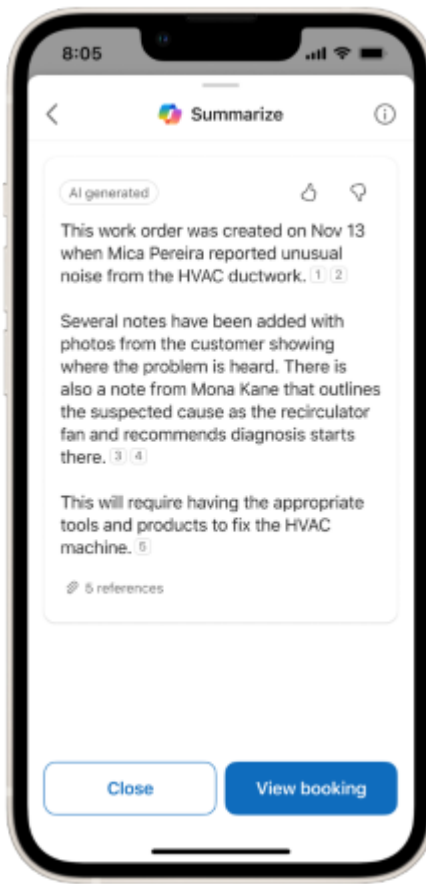 8:05
Summarize
AI generated
This work order was created on Nov 13
when Mica Pereira reported unusual
noise from the HVAC ductwork. 1 2
Several notes have been added with
photos from the customer showing
where the problem is heard. There is
also a note from Mona Kane that outlines
the suspected cause as the recirculator
fan and recommends diagnosis starts
there. 3 4
This will require having the appropriate
tools and products to fix the HVAC
machine. 5
5 references
Close
View booking